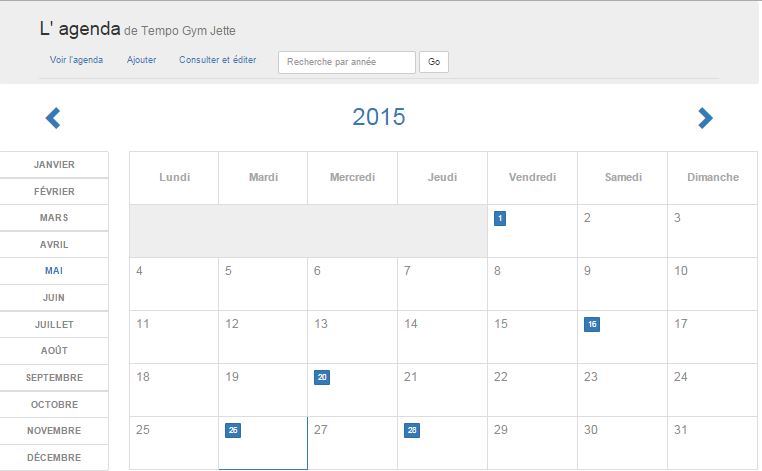 L' agenda de Tempo Gym Jette
Voir l'agenda Ajouter Consulter et éditer Recherche par année Go
2015
JANVIER
FÉVRIER
MARS
AVRIL
MAI
JUIN
JUILLET
AOÛT
SEPTEMBRE
OCTOBRE
NOVEMBRE
DÉCEMBRE
Lundi Mardi Mercredi Jeudi Vendredi Samedi Dimanche
1 2 3
4 5 6 7 8 9 10
11 12 13 14 15 16 17
18 19 20 21 22 23 24
25 26 27 28 29 30 31